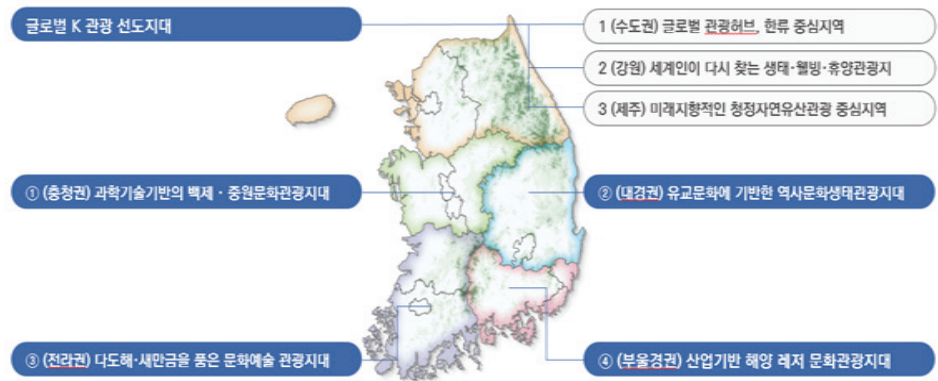 글로벌 K 관광 선도지대
1 (수도권) 글로벌 관광허브, 한류 중심지역
2 (강원) 세계인이 다시 찾는 생태·웰빙·휴양관광지
3 (제주) 미래지향적인 청정자연유산관광 중심지역
① (충청권) 과학기술기반의 백제·중원문화관광지대
② (대경권) 유교문화에 기반한 역사문화생태관광지대
③ (전라권) 다도해·새만금을 품은 문화예술 관광지대
④ (부울경권) 산업기반 해양 레저 문화관광지대